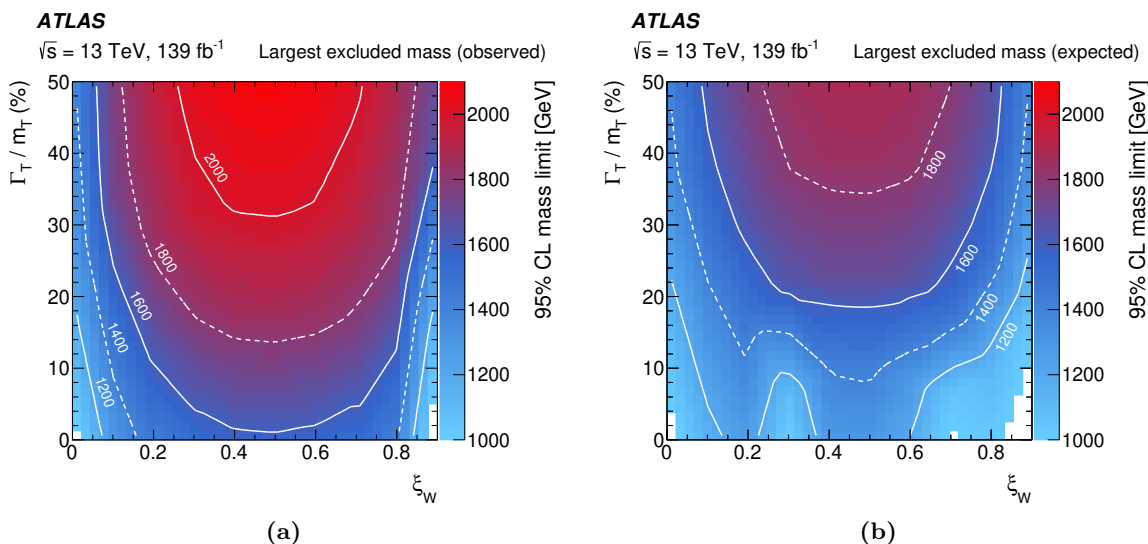 ATLAS
√s = 13 TeV, 139 fb⁻¹ Largest excluded mass (observed)
Γ_T / m_T (%)
50
40
30
20
10
0
0 0.2 0.4 0.6 0.8
ξ_W
2000
1800
1600
1400
1200
2000
1800
1600
1400
1200
1000
95% CL mass limit [GeV]
(a)
ATLAS
√s = 13 TeV, 139 fb⁻¹ Largest excluded mass (expected)
Γ_T / m_T (%)
50
40
30
20
10
0
0 0.2 0.4 0.6 0.8
ξ_W
1800
1600
1400
1200
2000
1800
1600
1400
1200
1000
95% CL mass limit [GeV]
(b)